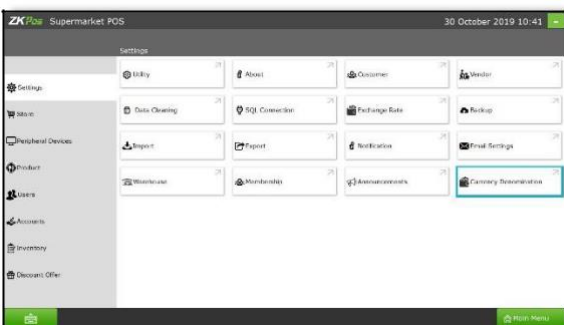 ZKPos Supermarket POS 30 October 2019 10:41
Settings
Utility About Customer Vendor
Settings
Data Cleaning SQL Connection Exchange Rate Backup
Store
Peripheral Devices
Import Export Notification Email Settings
Product
Warehouse Membership Announcements Currency Denomination
Users
Accounts
Inventory
Discount Offer
Main Menu